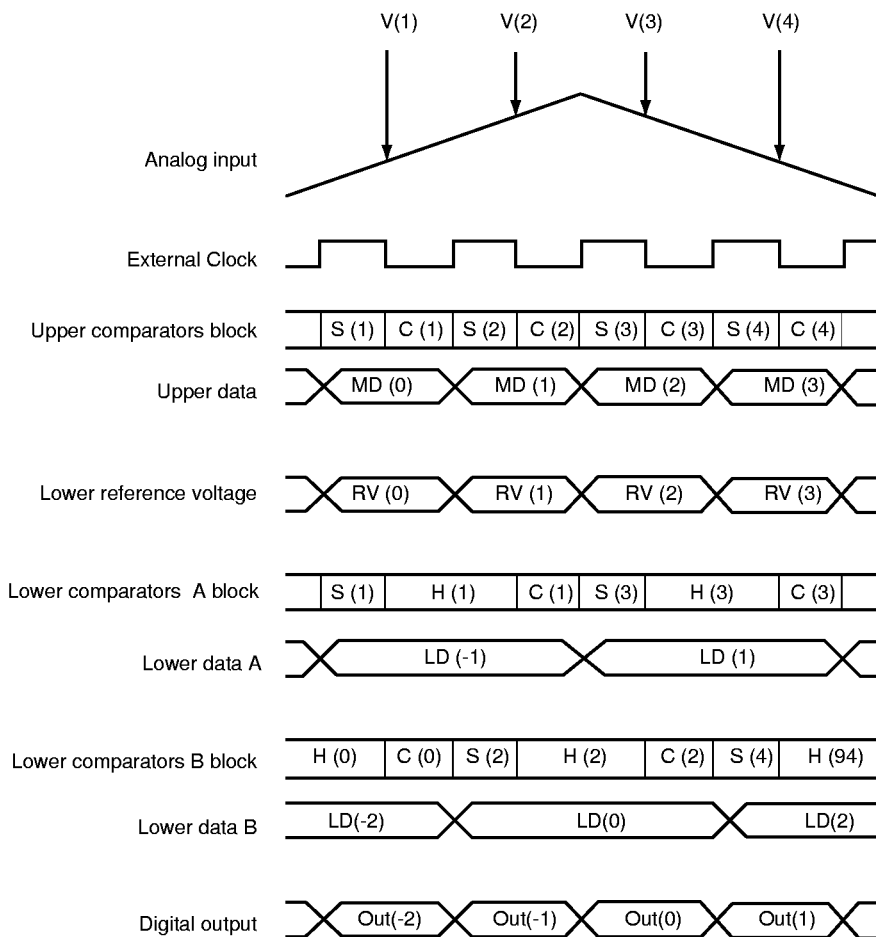 V(1) V(2) V(3) V(4)
Analog input
External Clock
Upper comparators block S (1) C (1) S (2) C (2) S (3) C (3) S (4) C (4)
Upper data MD (0) MD (1) MD (2) MD (3)
Lower reference voltage RV (0) RV (1) RV (2) RV (3)
Lower comparators A block S (1) H (1) C (1) S (3) H (3) C (3)
Lower data A LD (-1) LD (1)
Lower comparators B block H (0) C (0) S (2) H (2) C (2) S (4) H (94)
Lower data B LD(-2) LD(0) LD(2)
Digital output Out(-2) Out(-1) Out(0) Out(1)